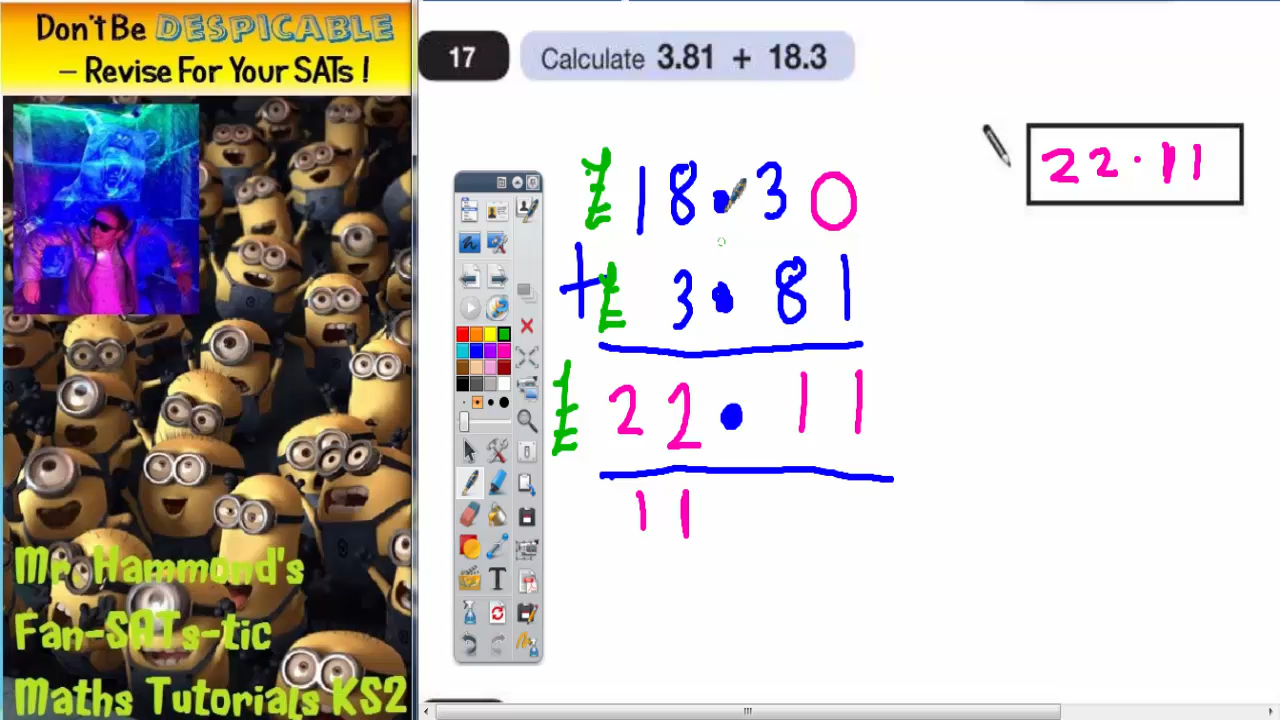 Don't Be DESPICABLE
– Revise For Your SATs !
17 Calculate 3.81 + 18.3
22.11
£ 18.30
+ £ 3.81
£ 22.11
11
T
Mr. Hammond's
Fan-SATs-tic
Maths Tutorials KS2